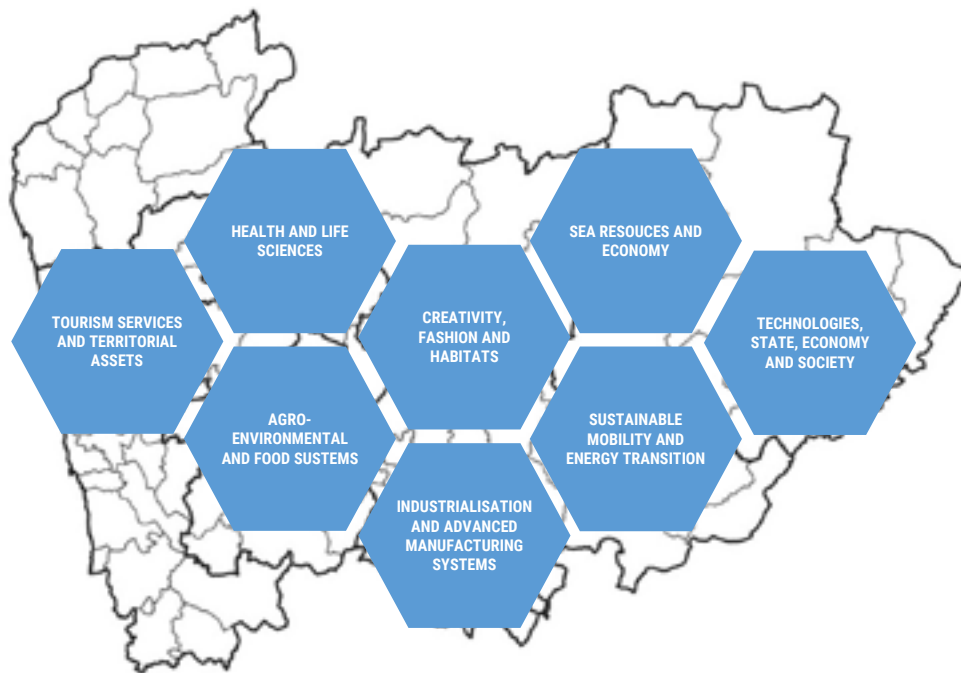 HEALTH AND LIFE
SCIENCES
SEA RESOUCES AND
ECONOMY
TOURISM SERVICES
AND TERRITORIAL
ASSETS
CREATIVITY,
FASHION AND
HABITATS
TECHNOLOGIES,
STATE, ECONOMY
AND SOCIETY
AGRO-
ENVIRONMENTAL
AND FOOD SUSTEMS
SUSTAINABLE
MOBILITY AND
ENERGY TRANSITION
INDUSTRIALISATION
AND ADVANCED
MANUFACTURING
SYSTEMS